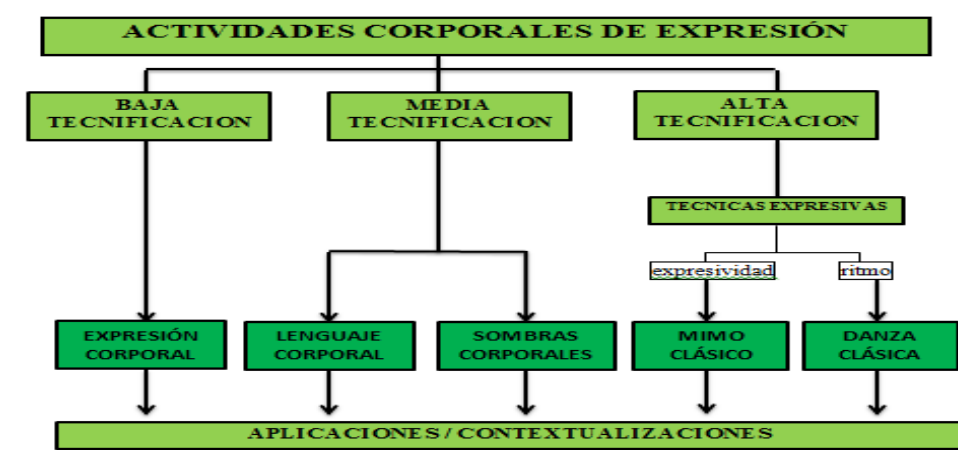 ACTIVIDADES CORPORALES DE EXPRESIÓN
BAJA
TECNIFICACION
MEDIA
TECNIFICACION
ALTA
TECNIFICACION
TECNICAS EXPRESIVAS
expresividad
ritmo
EXPRESIÓN
CORPORAL
LENGUAJE
CORPORAL
SOMBRAS
CORPORALES
MIMO
CLÁSICO
DANZA
CLÁSICA
APLICACIONES / CONTEXTUALIZACIONES